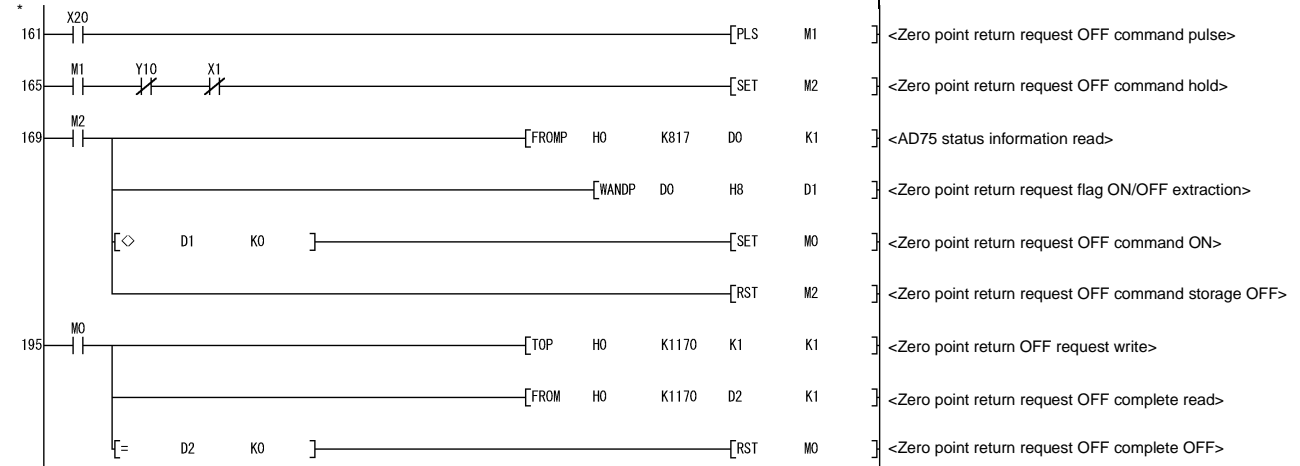 *
X20
161 [PLS M1 ] <Zero point return request OFF command pulse>
M1 Y10 X1
165 [SET M2 ] <Zero point return request OFF command hold>
M2
169 [FROMP H0 K817 D0 K1 ] <AD75 status information read>
[WANDP D0 H8 D1 ] <Zero point return request flag ON/OFF extraction>
[<> D1 K0 ] [SET M0 ] <Zero point return request OFF command ON>
[RST M2 ] <Zero point return request OFF command storage OFF>
M0
195 [TOP H0 K1170 K1 K1 ] <Zero point return OFF request write>
[FROM H0 K1170 D2 K1 ] <Zero point return request OFF complete read>
[= D2 K0 ] [RST M0 ] <Zero point return request OFF complete OFF>